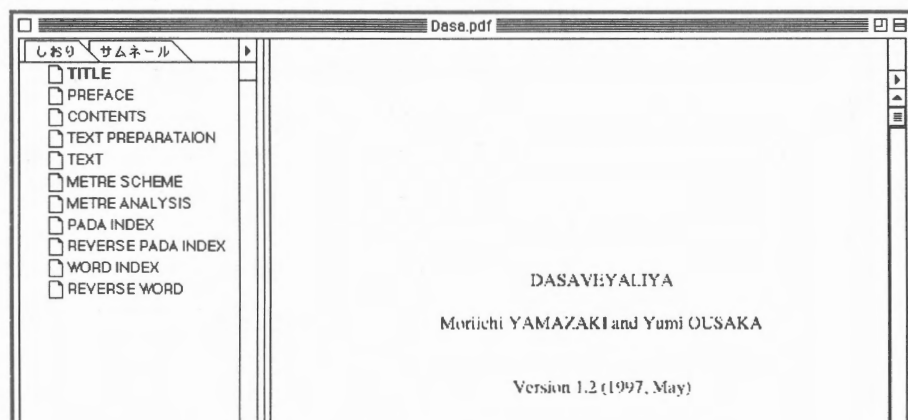 Dasa.pdf
しおり サムネール
TITLE
PREFACE
CONTENTS
TEXT PREPARATAION
TEXT
METRE SCHEME
METRE ANALYSIS
PADA INDEX
REVERSE PADA INDEX
WORD INDEX
REVERSE WORD
DASAVEYALIYA
Moriichi YAMAZAKI and Yumi OUSAKA
Version 1.2 (1997, May)